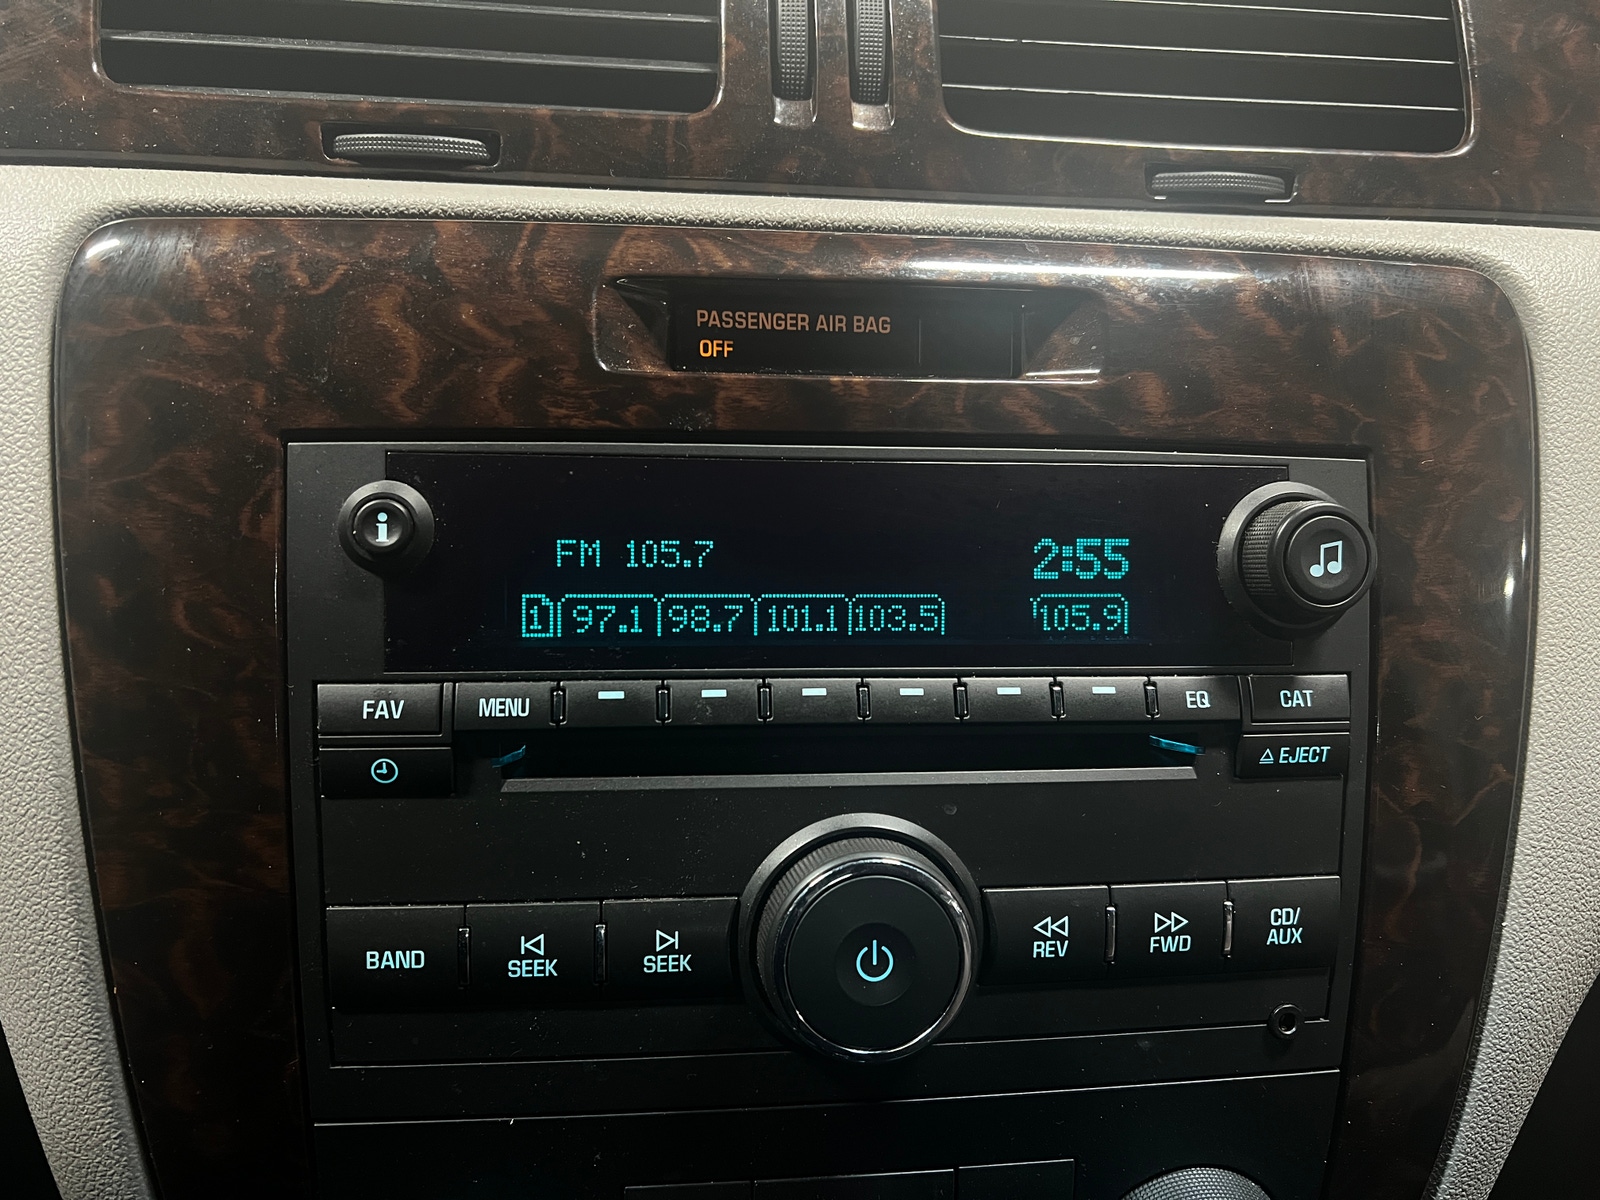 PASSENGER AIR BAG
OFF
i
FM 105.7 2:55
1 97.1 98.7 101.1 103.5 105.9
FAV MENU EQ CAT
EJECT
BAND SEEK SEEK REV FWD CD/
AUX